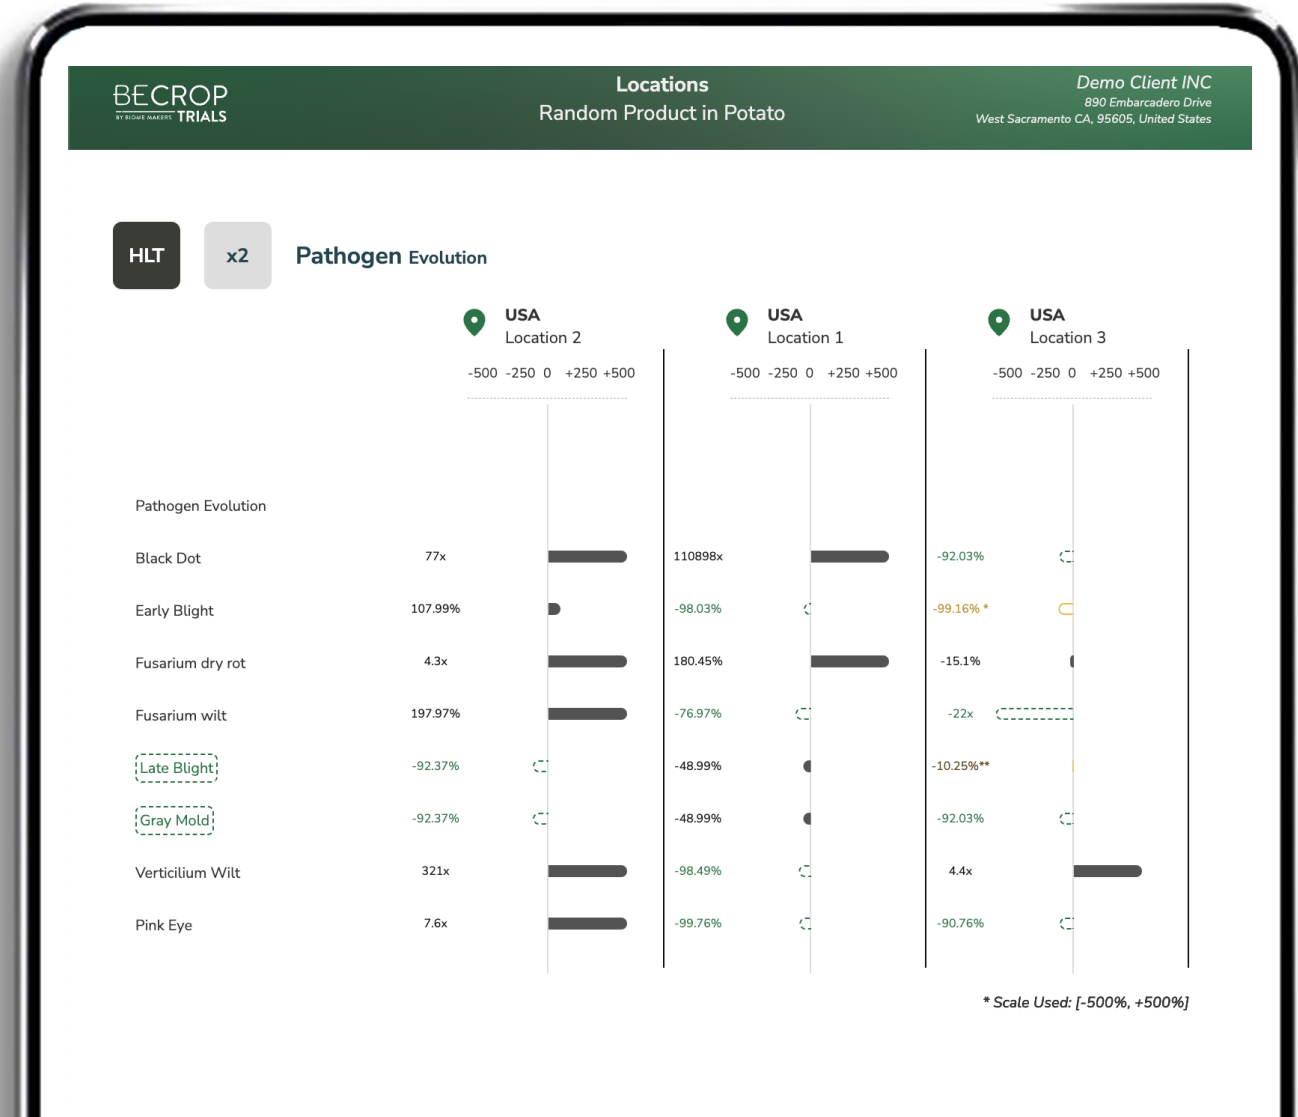 BECROP
BY BIOME MAKERS TRIALS
Locations
Random Product in Potato
Demo Client INC
890 Embarcadero Drive
West Sacramento CA, 95605, United States
HLT x2 Pathogen Evolution
USA
Location 2
USA
Location 1
USA
Location 3
-500 -250 0 +250 +500
-500 -250 0 +250 +500
-500 -250 0 +250 +500
Pathogen Evolution
Black Dot 77x 110898x -92.03%
Early Blight 107.99% -98.03% -99.16% *
Fusarium dry rot 4.3x 180.45% -15.1%
Fusarium wilt 197.97% -76.97% -22x
Late Blight -92.37% -48.99% -10.25%**
Gray Mold -92.37% -48.99% -92.03%
Verticilium Wilt 321x -98.49% 4.4x
Pink Eye 7.6x -99.76% -90.76%
* Scale Used: [-500%, +500%]